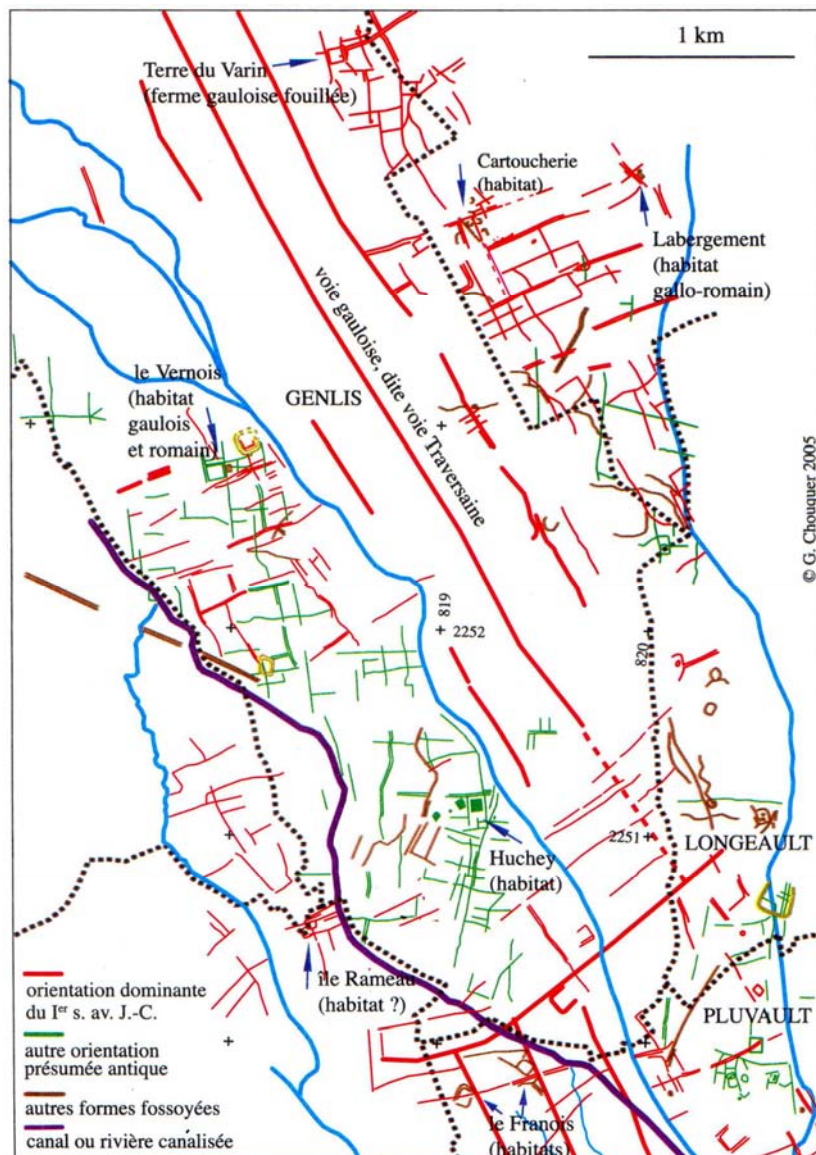 1 km
Terre du Varin
(ferme gauloise fouillée)
Cartoucherie
(habitat)
Labergement
(habitat
gallo-romain)
voie gauloise, dite voie Traversaine
le Vernois
(habitat
gaulois
et romain)
GENLIS
© G. Chouquer 2005
819
2252
820
2251
LONGEAULT
Huchey
(habitat)
île Rameau
(habitat ?)
PLUVAULT
le Franois
(habitats)
orientation dominante
du Ier s. av. J.-C.
autre orientation
présumée antique
autres formes fossoyées
canal ou rivière canalisée